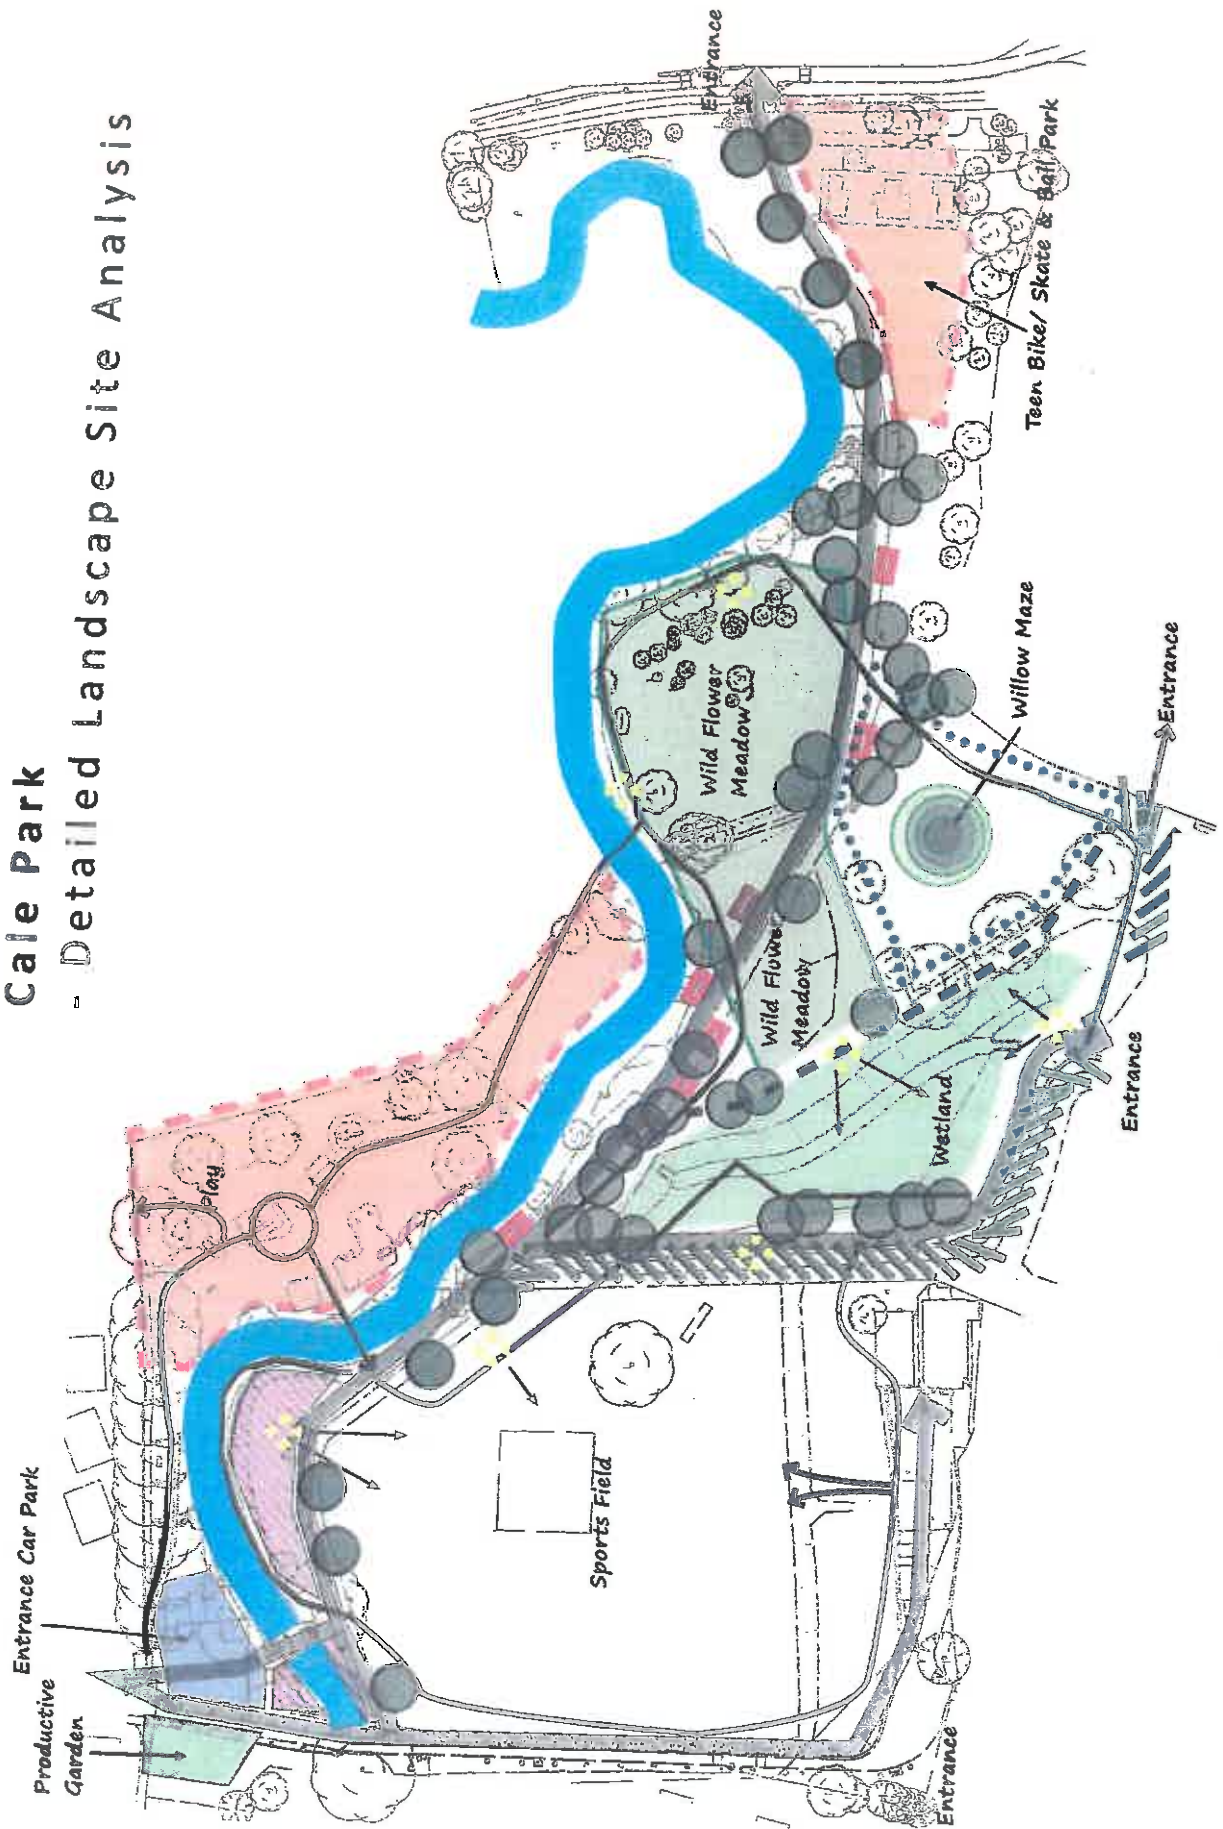 Cale Park
- Detailed Landscape Site Analysis
Entrance Car Park
Productive
Garden
Play
Sports Field
Wild Flower
Meadow
Wild Flower
Meadow
Wetland
Willow Maze
Teen Bike/ Skate & Ball Park
Entrance
Entrance
Entrance
Entrance